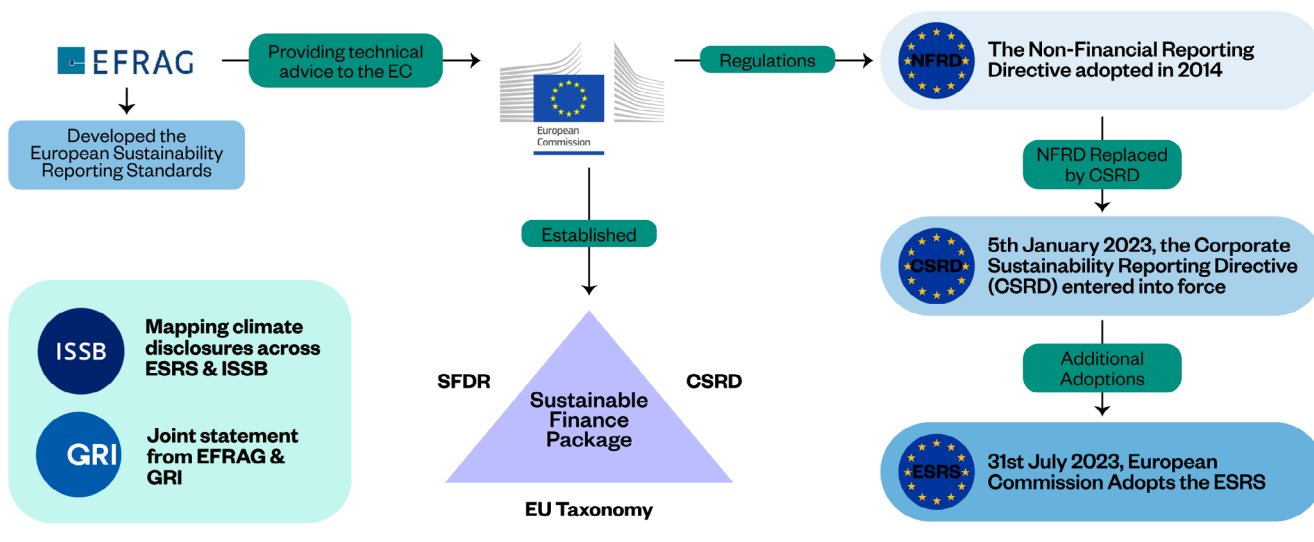 EFRAG
Providing technical
advice to the EC
Developed the
European Sustainability
Reporting Standards
European
Commission
Regulations
NFRD
The Non-Financial Reporting
Directive adopted in 2014
NFRD Replaced
by CSRD
CSRD
5th January 2023, the Corporate
Sustainability Reporting Directive
(CSRD) entered into force
Additional
Adoptions
ESRS
31st July 2023, European
Commission Adopts the ESRS
Established
SFDR
CSRD
Sustainable
Finance
Package
EU Taxonomy
ISSB
Mapping climate
disclosures across
ESRS & ISSB
GRI
Joint statement
from EFRAG &
GRI